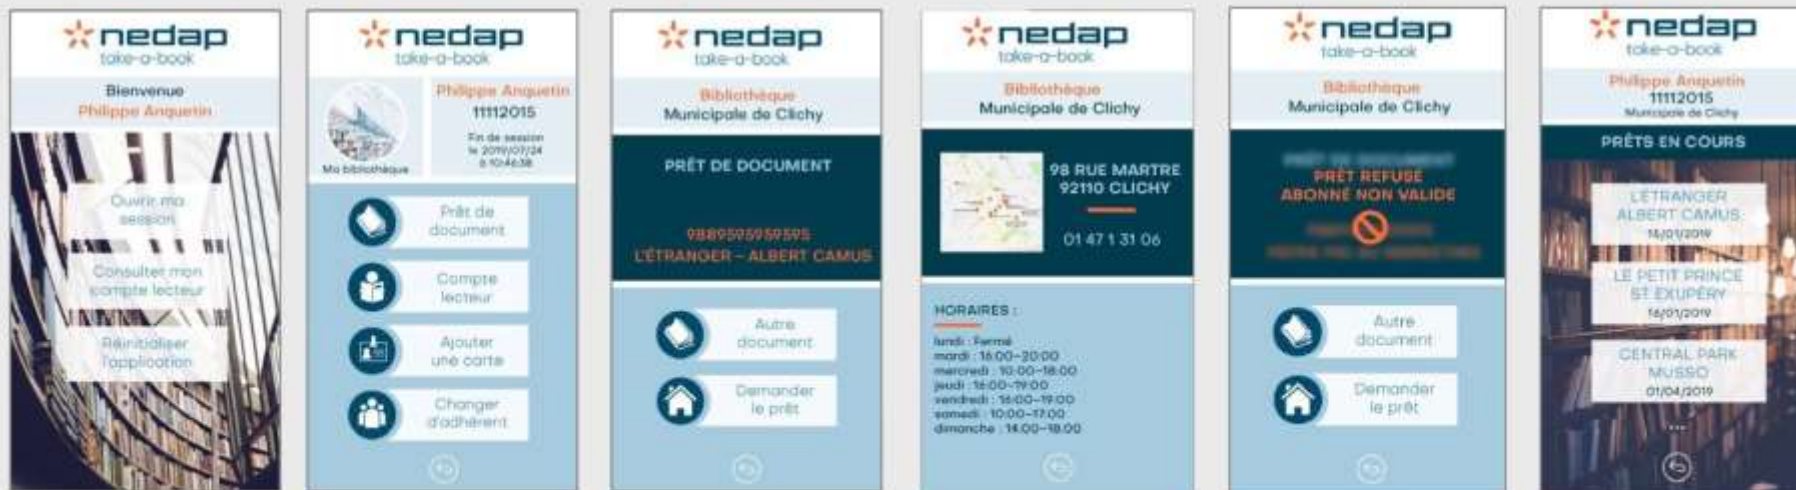 nedap
take-a-book
Bienvenue
Philippe Anquetin
Ouvrir ma
session
Consulter mon
compte lecteur
Réinitialiser
l'application
nedap
take-a-book
Philippe Anquetin
11112015
Fin de session
le 2019/07/24
à 10:46:38
Ma bibliothèque
Prêt de
document
Compte
lecteur
Ajouter
une carte
Changer
d'adhérent
nedap
take-a-book
Bibliothèque
Municipale de Clichy
PRÊT DE DOCUMENT
9889595959595
L'ÉTRANGER – ALBERT CAMUS
Autre
document
Demander
le prêt
nedap
take-a-book
Bibliothèque
Municipale de Clichy
98 RUE MARTRE
92110 CLICHY
01 47 1 31 06
HORAIRES :
lundi : Fermé
mardi : 16:00-20:00
mercredi : 10:00-18:00
jeudi : 16:00-19:00
vendredi : 16:00-19:00
samedi : 10:00-17:00
dimanche : 14:00-18:00
nedap
take-a-book
Bibliothèque
Municipale de Clichy
PRÊT REFUSÉ
ABONNÉ NON VALIDE
Autre
document
Demander
le prêt
nedap
take-a-book
Philippe Anquetin
11112015
Municipale de Clichy
PRÊTS EN COURS
L'ÉTRANGER
ALBERT CAMUS
15/01/2019
LE PETIT PRINCE
ST EXUPÉRY
16/01/2019
CENTRAL PARK
MUSSO
01/04/2019
...